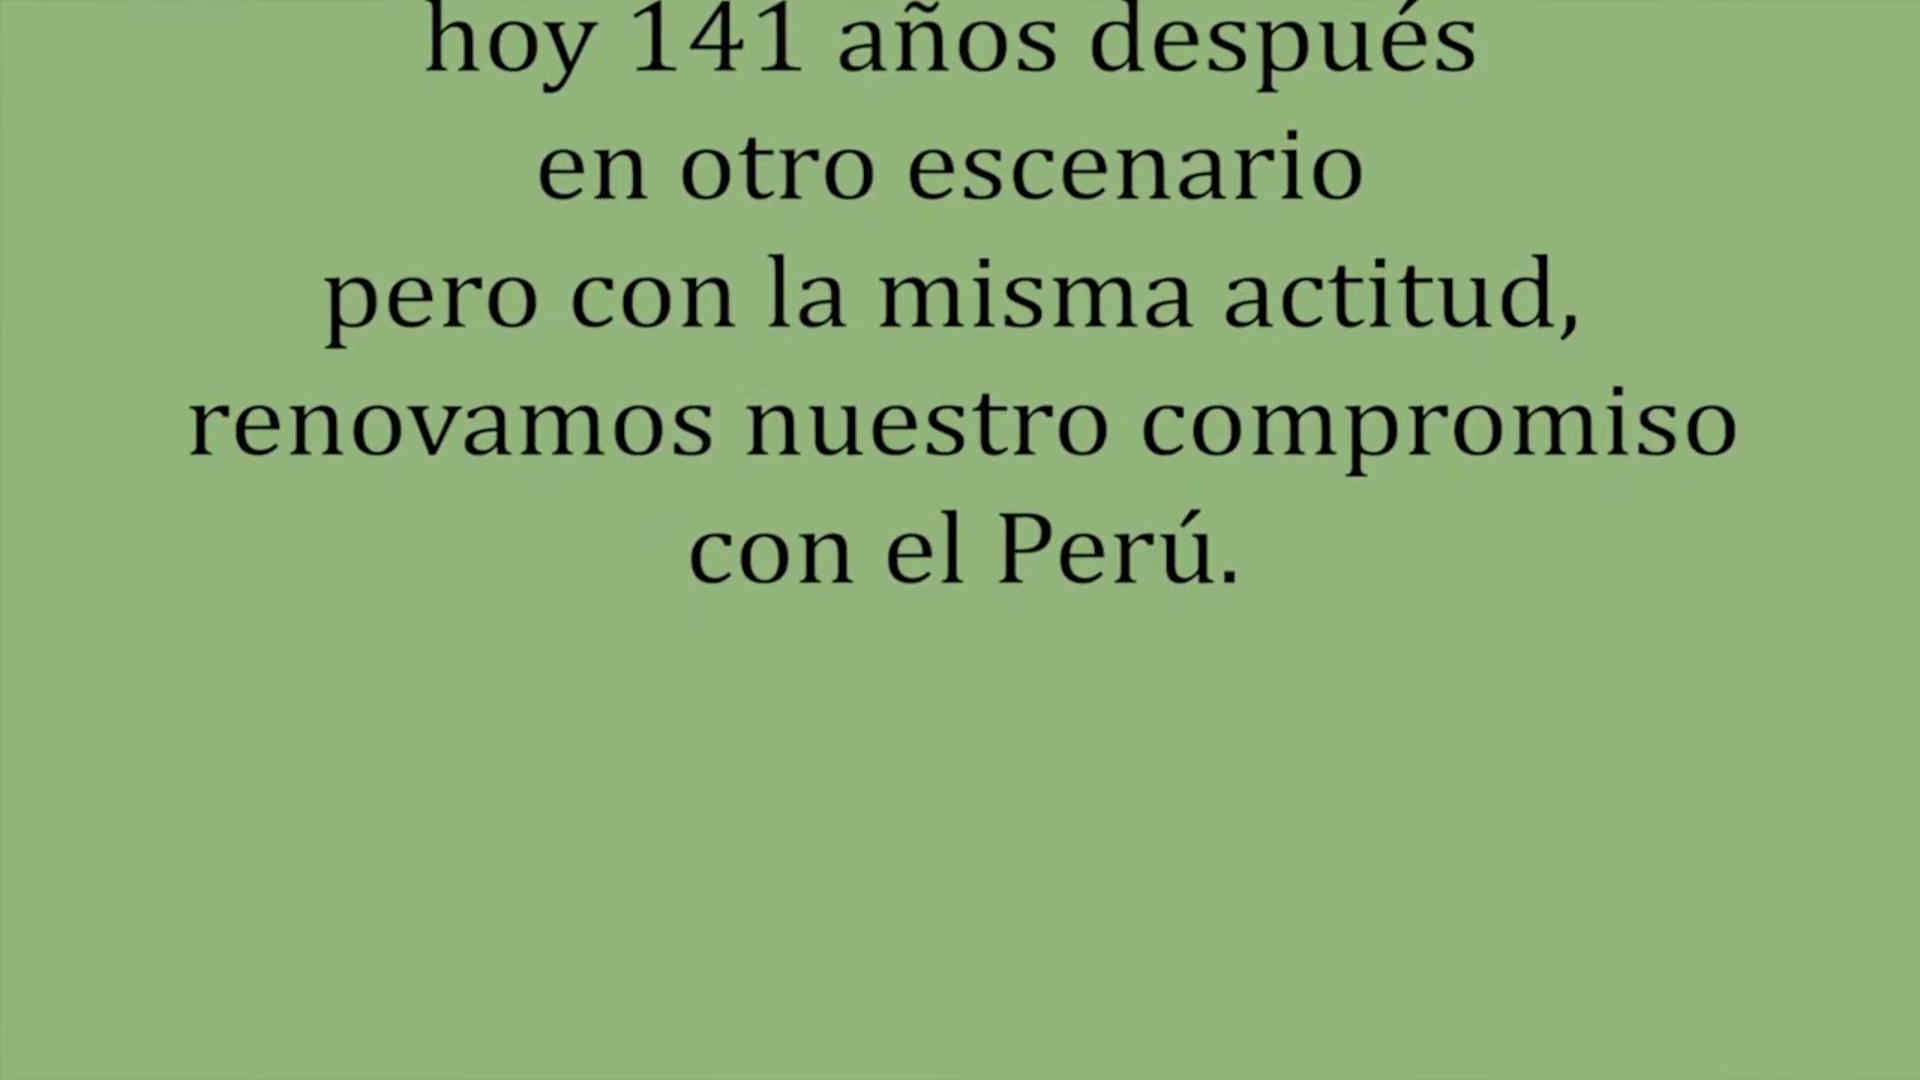 hoy 141 años después
en otro escenario
pero con la misma actitud,
renovamos nuestro compromiso
con el Perú.